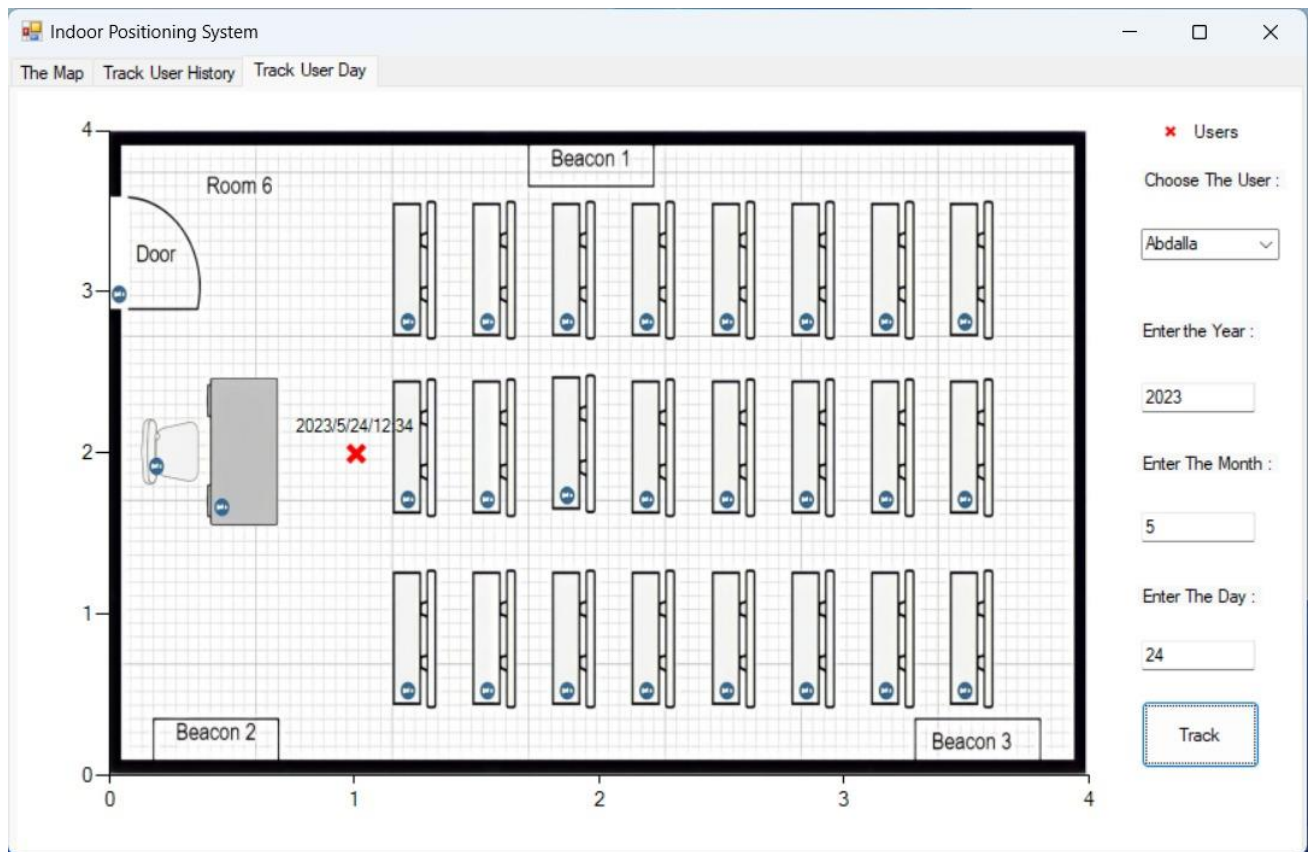 Indoor Positioning System
The Map Track User History Track User Day
4
3
2
1
0
0 1 2 3 4
Room 6
Door
Beacon 1
2023/5/24/12:34
Beacon 2
Beacon 3
Users
Choose The User :
Abdalla
Enter the Year :
2023
Enter The Month :
5
Enter The Day :
24
Track